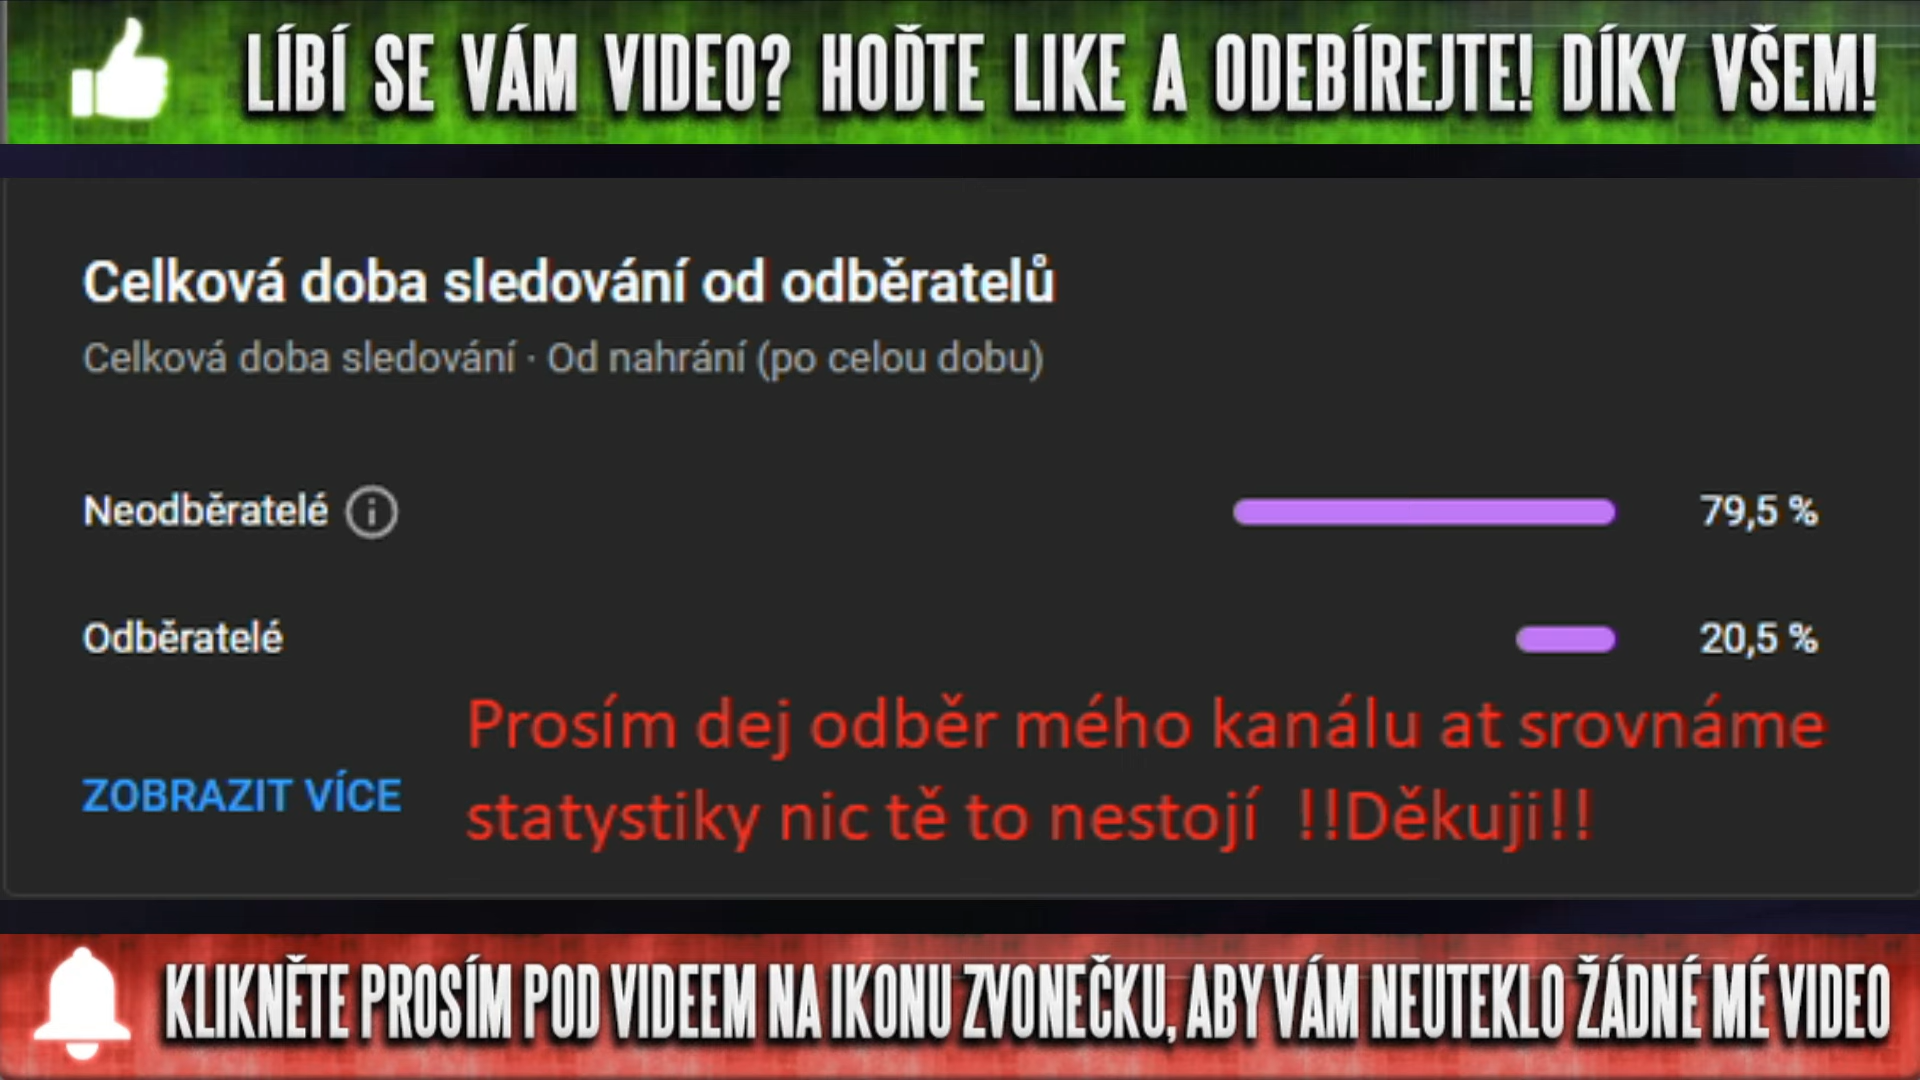 LÍBÍ SE VÁM VIDEO? HOĎTE LIKE A ODEBÍREJTE! DÍKY VŠEM!
Celková doba sledování od odběratelů
Celková doba sledování · Od nahrání (po celou dobu)
Neodběratelé 79,5 %
Odběratelé 20,5 %
Prosím dej odběr mého kanálu at srovnáme
statystiky nic tě to nestojí !!Děkuji!!
ZOBRAZIT VÍCE
KLIKNĚTE PROSÍM POD VIDEEM NA IKONU ZVONEČKU, ABY VÁM NEUTEKLO ŽÁDNÉ MÉ VIDEO